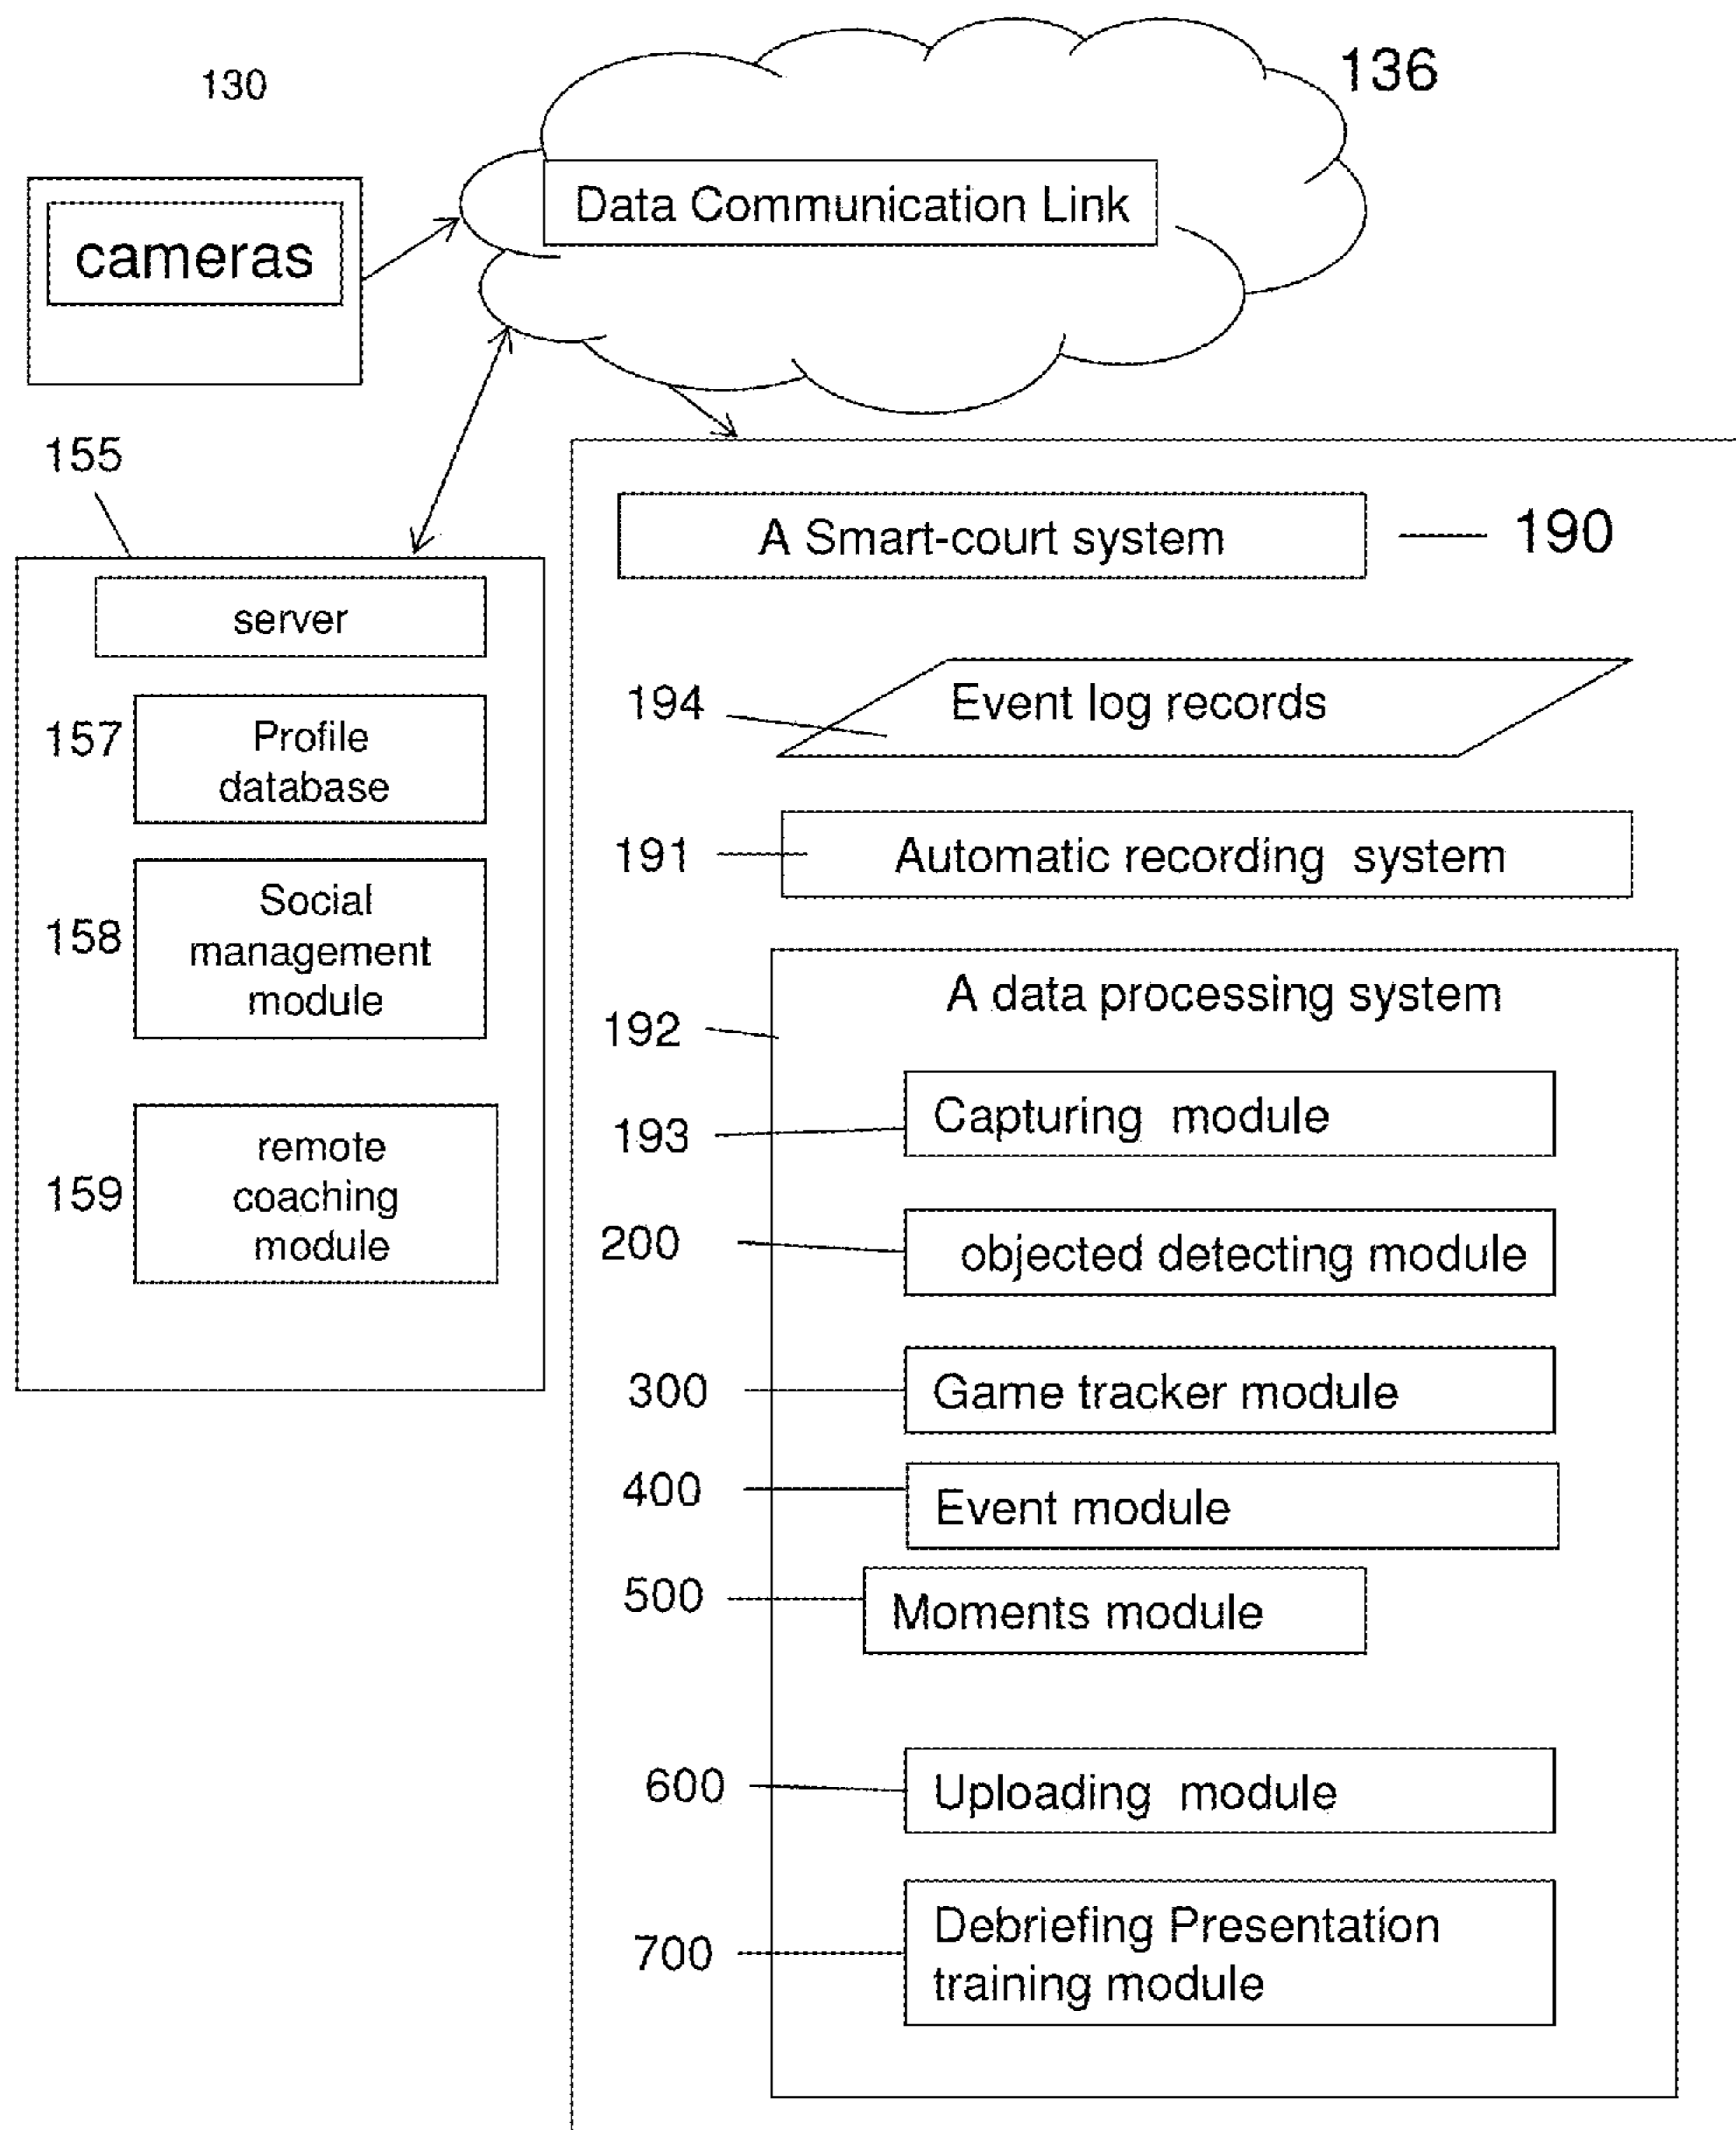 130
136
Data Communication Link
cameras
155
server
157
Profile
database
158
Social
management
module
159
remote
coaching
module
A Smart-court system
190
194
Event log records
191
Automatic recording system
A data processing system
192
Capturing module
193
200
objected detecting module
300
Game tracker module
400
Event module
500
Moments module
600
Uploading module
700
Debriefing Presentation
training module